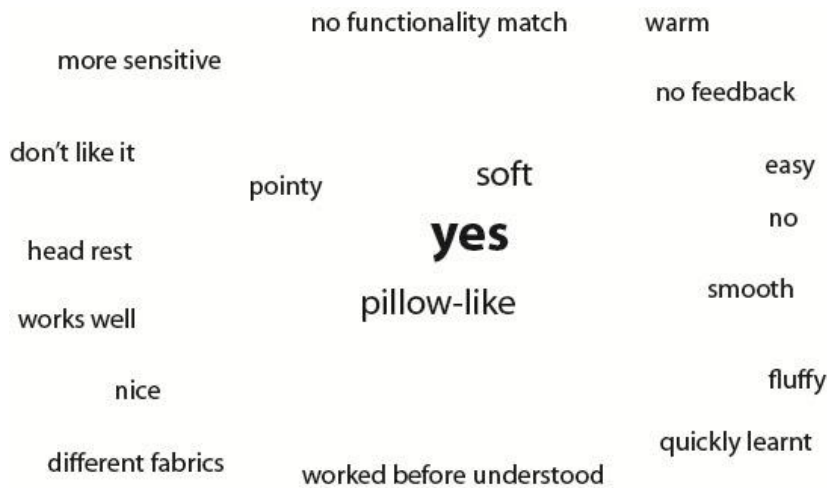 no functionality match
warm
more sensitive
no feedback
don't like it
pointy
soft
easy
yes
no
head rest
pillow-like
smooth
works well
nice
fluffy
different fabrics
worked before understood
quickly learnt